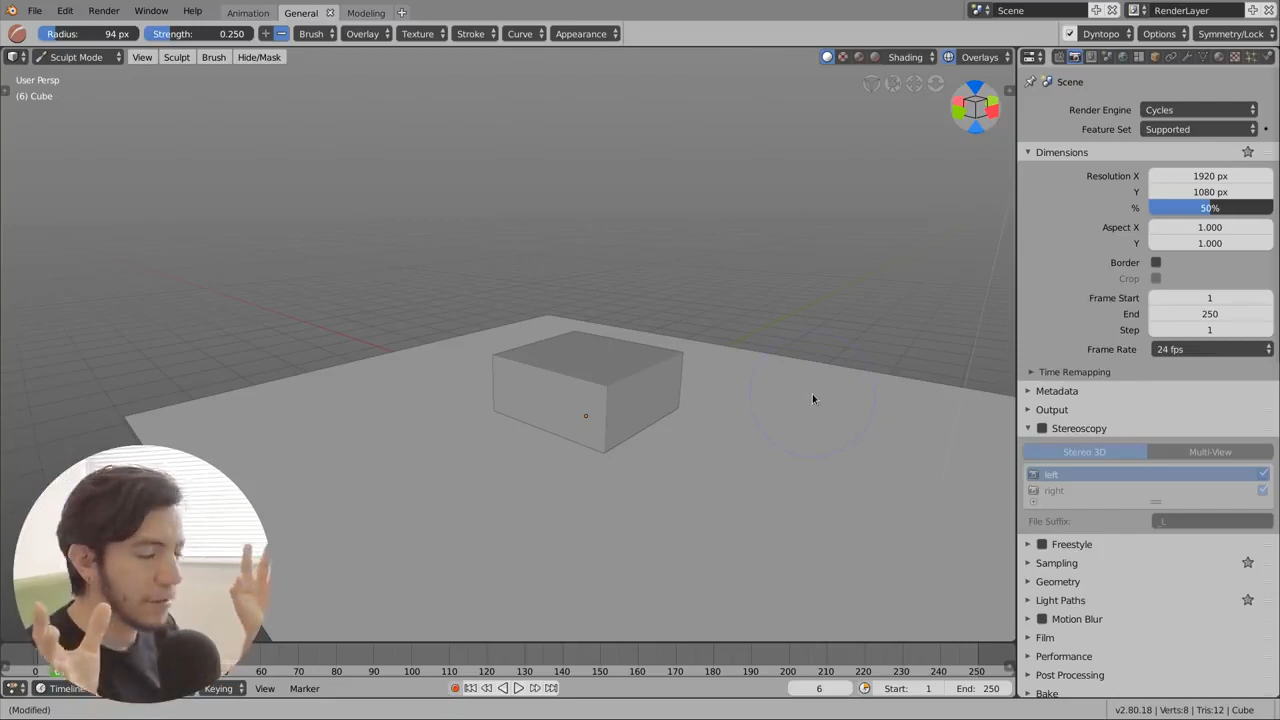 File Edit Render Window Help Animation General Modeling Scene RenderLayer
Radius: 94 px Strength: 0.250 Brush Overlay Texture Stroke Curve Appearance Dyntopo Options Symmetry/Lock
Sculpt Mode View Sculpt Brush Hide/Mask Shading Overlays
User Persp
(6) Cube
Scene
Render Engine Cycles
Feature Set Supported
Dimensions
Resolution X 1920 px
Y 1080 px
% 50%
Aspect X 1.000
Y 1.000
Border
Crop
Frame Start 1
End 250
Step 1
Frame Rate 24 fps
Time Remapping
Metadata
Output
Stereoscopy
Stereo 3D Multi-View
left
right
File Suffix: _L
Freestyle
Sampling
Geometry
Light Paths
Motion Blur
Film
Performance
Post Processing
Bake
0 60 70 80 90 100 110 120 130 140 150 160 170 180 190 200 210 220 230 240 250
Timeline Keying View Marker 6 Start: 1 End: 250
(Modified) v2.80.18 | Verts:8 | Tris:12 | Cube